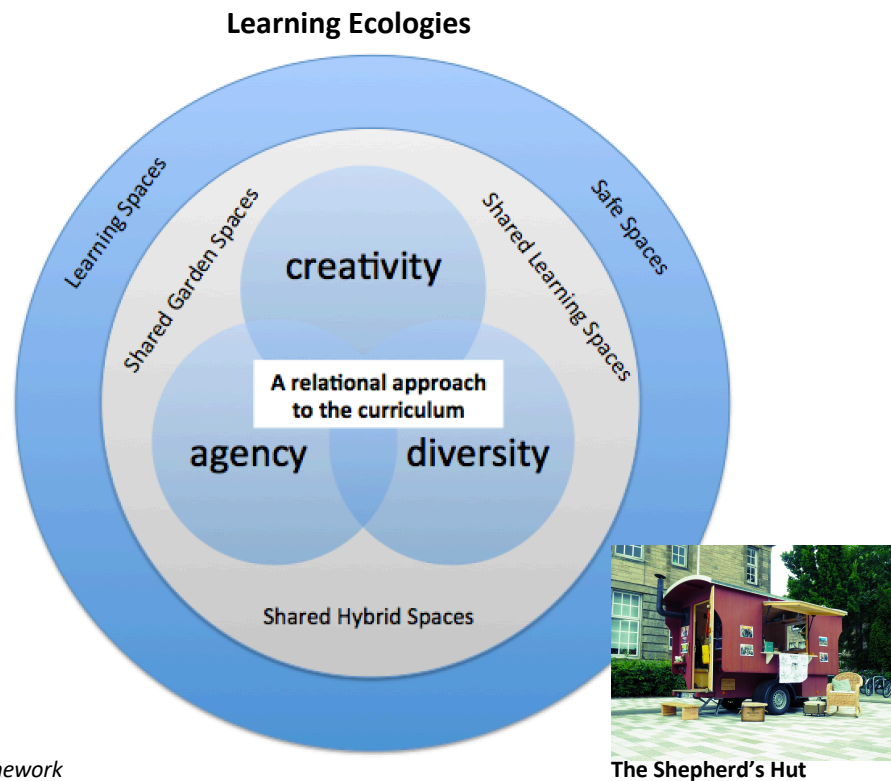 Learning Ecologies
Learning Spaces
Safe Spaces
Shared Garden Spaces
Shared Learning Spaces
creativity
A relational approach
to the curriculum
agency
diversity
Shared Hybrid Spaces
The Shepherd's Hut